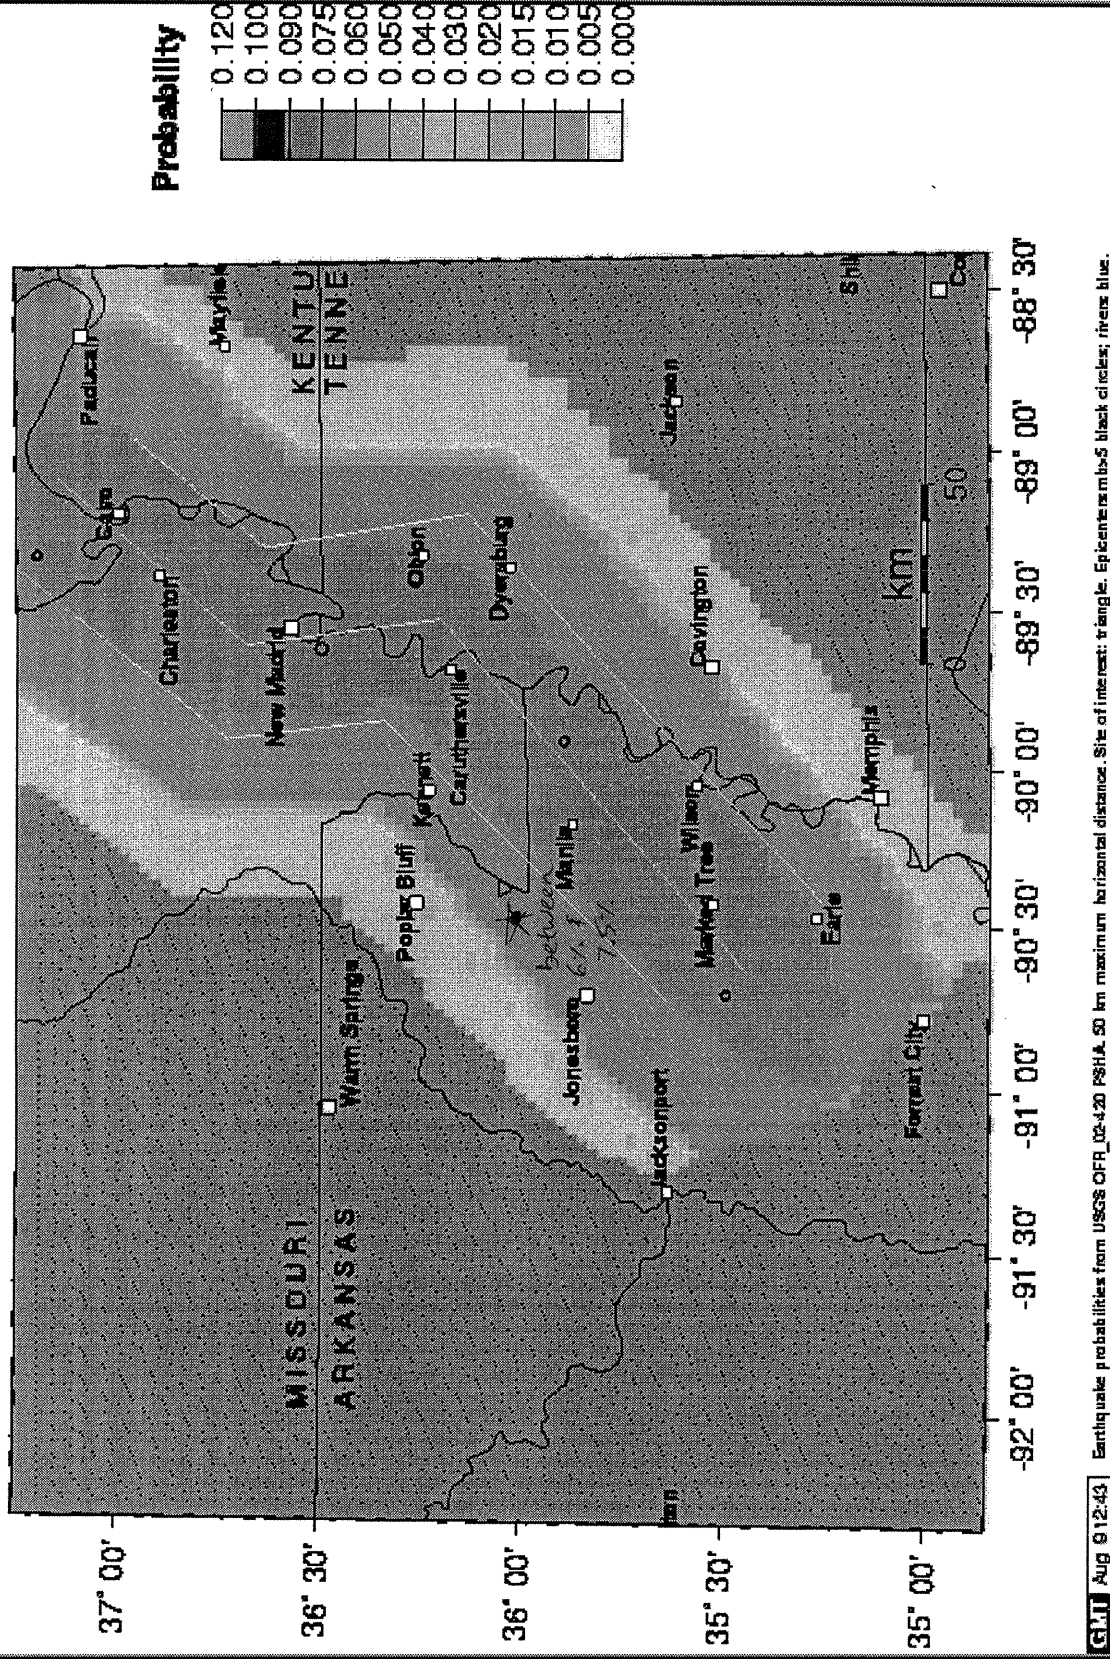 Probability
0.120
0.100
0.090
0.075
0.060
0.050
0.040
0.030
0.020
0.015
0.010
0.005
0.000
Paducah
Mayfiel
Cairo
Charleston
New Madrid
KENTU
TENNE
MISSOURI
ARKANSAS
Obion
Dyersburg
Caruthersville
Kennett
Poplar Bluff
Warm Springs
between
6% &
7.5%
Manila
Jonesboro
Wilson
Marked Tree
Jacksonport
Covington
Jackson
Shil
Co
Memphis
Earle
Forrest City
km
50
37° 00'
36° 30'
36° 00'
35° 30'
35° 00'
-92° 00'
-91° 30'
-91° 00'
-90° 30'
-90° 00'
-89° 30'
-89° 00'
-88° 30'
GMT Aug 9 12:43 Earthquake probabilities from USGS OFR_02-420 PSHA. 50 km maximum horizontal distance. Site of interest: triangle. Epicenters mb>5 black circles; rivers blue.